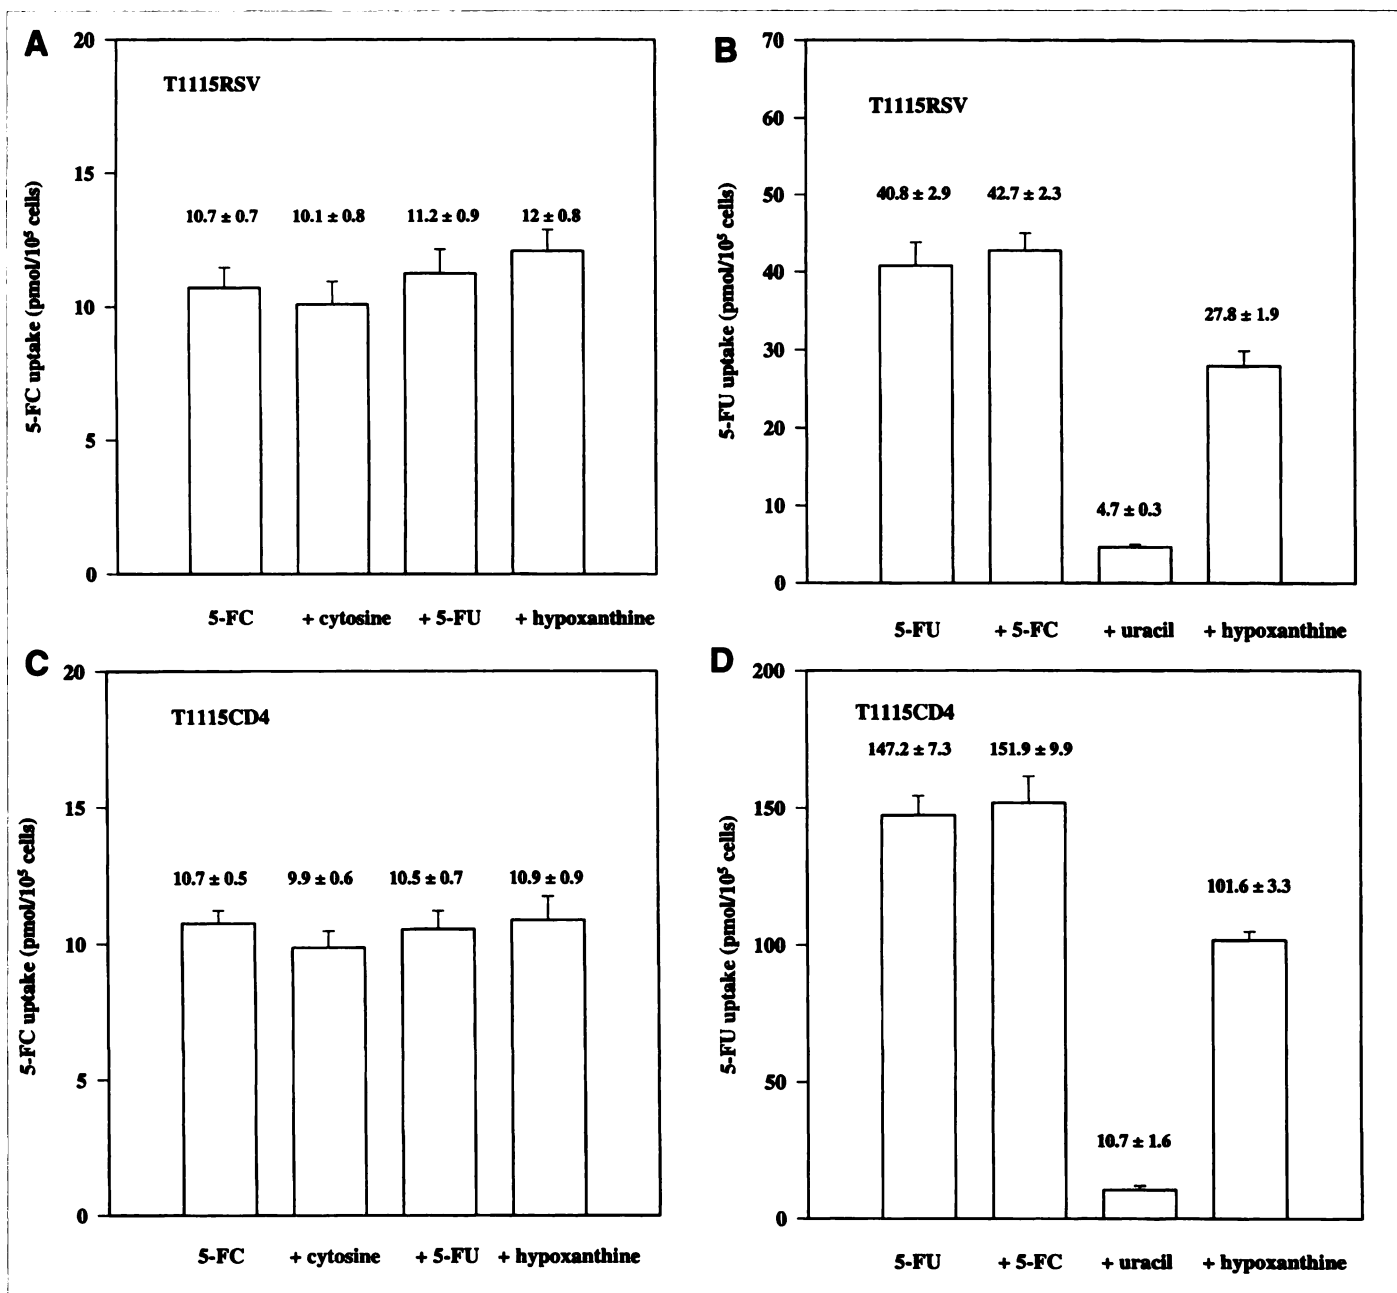 A
20
15
10
5
0
5-FC uptake (pmol/10⁵ cells)
T1115RSV
10.7 ± 0.7 10.1 ± 0.8 11.2 ± 0.9 12 ± 0.8
5-FC + cytosine + 5-FU + hypoxanthine
B
70
60
50
40
30
20
10
0
5-FU uptake (pmol/10⁵ cells)
T1115RSV
40.8 ± 2.9 42.7 ± 2.3
27.8 ± 1.9
4.7 ± 0.3
5-FU + 5-FC + uracil + hypoxanthine
C
20
15
10
5
0
5-FC uptake (pmol/10⁵ cells)
T1115CD4
10.7 ± 0.5 9.9 ± 0.6 10.5 ± 0.7 10.9 ± 0.9
5-FC + cytosine + 5-FU + hypoxanthine
D
200
150
100
50
0
5-FU uptake (pmol/10⁵ cells)
T1115CD4
147.2 ± 7.3 151.9 ± 9.9
101.6 ± 3.3
10.7 ± 1.6
5-FU + 5-FC + uracil + hypoxanthine